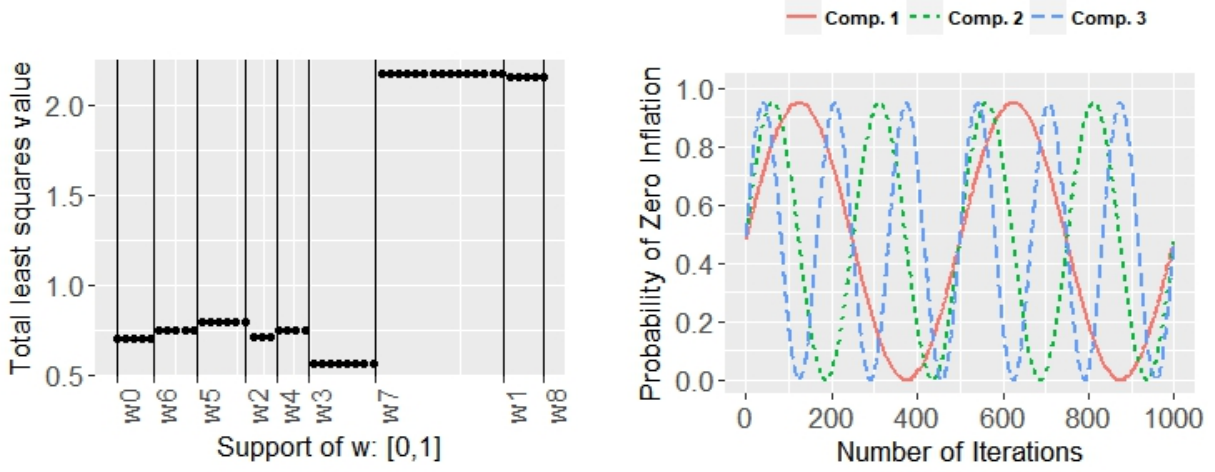 Total least squares value
2.0
1.5
1.0
0.5
w0 w6 w5 w2 w4 w3 w7 w1 w8
Support of w: [0,1]
Comp. 1 Comp. 2 Comp. 3
Probability of Zero Inflation
1.0
0.8
0.6
0.4
0.2
0.0
0 200 400 600 800 1000
Number of Iterations